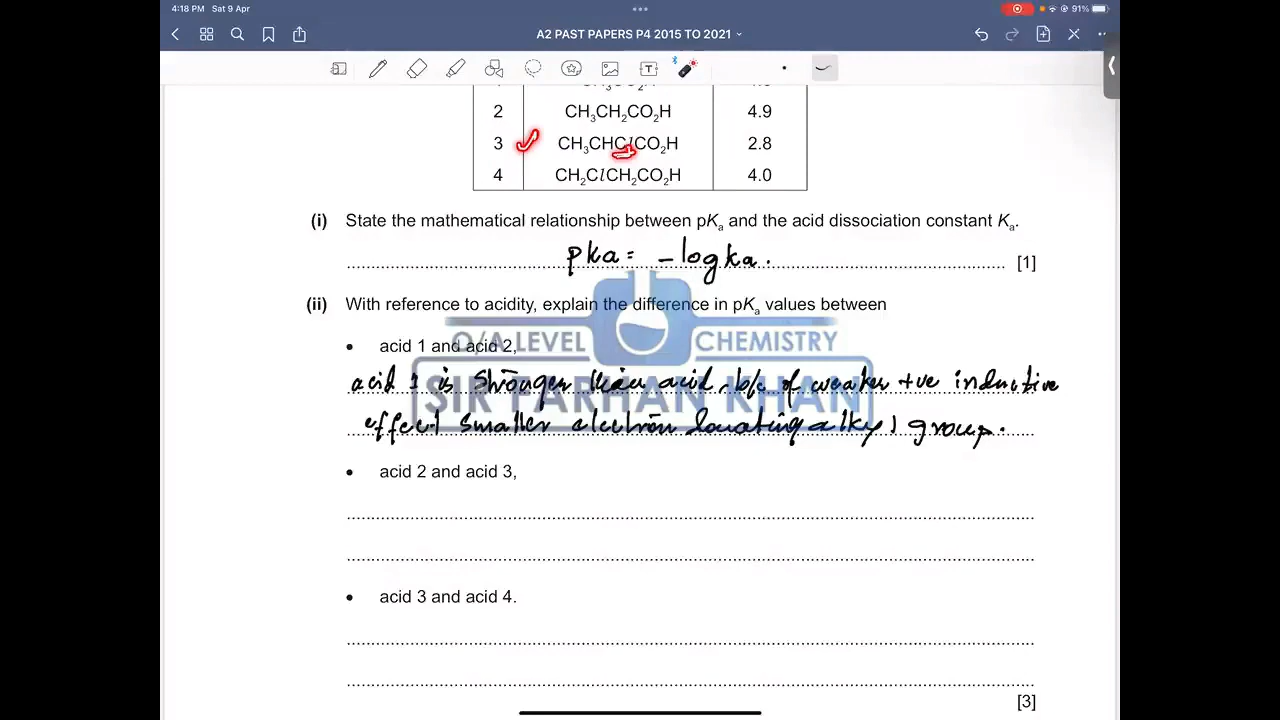 4:18 PM Sat 9 Apr
91%
A2 PAST PAPERS P4 2015 TO 2021
2 CH₃CH₂CO₂H 4.9
3 CH₃CHClCO₂H 2.8
4 CH₂ClCH₂CO₂H 4.0
(i) State the mathematical relationship between pKₐ and the acid dissociation constant Kₐ.
pka = -log ka. [1]
(ii) With reference to acidity, explain the difference in pKₐ values between
• acid 1 and acid 2,
O/A LEVEL CHEMISTRY
SIR FARHAN KHAN
acid 1 is stronger acid b/c of weaker +ve inductive
effect smaller electron donating alkyl group.
• acid 2 and acid 3,
• acid 3 and acid 4.
[3]